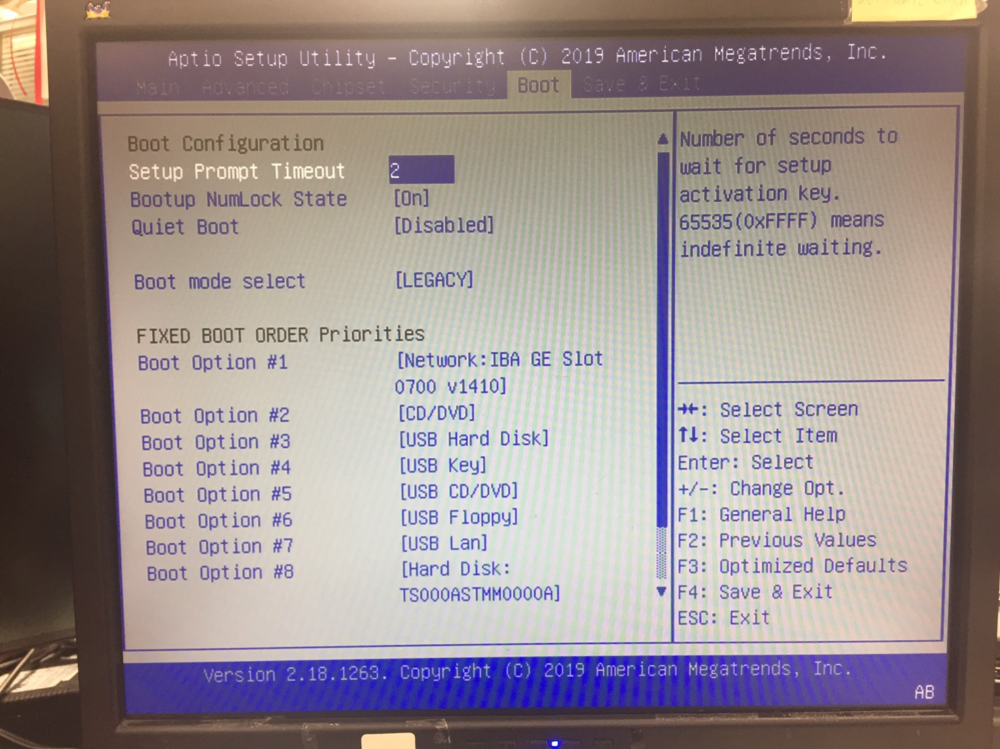 Aptio Setup Utility - Copyright (C) 2019 American Megatrends, Inc.
Main Advanced Chipset Security Boot Save & Exit
Boot Configuration
Setup Prompt Timeout 2
Bootup NumLock State [On]
Quiet Boot [Disabled]
Boot mode select [LEGACY]
FIXED BOOT ORDER Priorities
Boot Option #1 [Network:IBA GE Slot
0700 v1410]
Boot Option #2 [CD/DVD]
Boot Option #3 [USB Hard Disk]
Boot Option #4 [USB Key]
Boot Option #5 [USB CD/DVD]
Boot Option #6 [USB Floppy]
Boot Option #7 [USB Lan]
Boot Option #8 [Hard Disk:
TS000ASTMM0000A]
Number of seconds to
wait for setup
activation key.
65535(0xFFFF) means
indefinite waiting.
→←: Select Screen
↑↓: Select Item
Enter: Select
+/-: Change Opt.
F1: General Help
F2: Previous Values
F3: Optimized Defaults
F4: Save & Exit
ESC: Exit
Version 2.18.1263. Copyright (C) 2019 American Megatrends, Inc.
AB